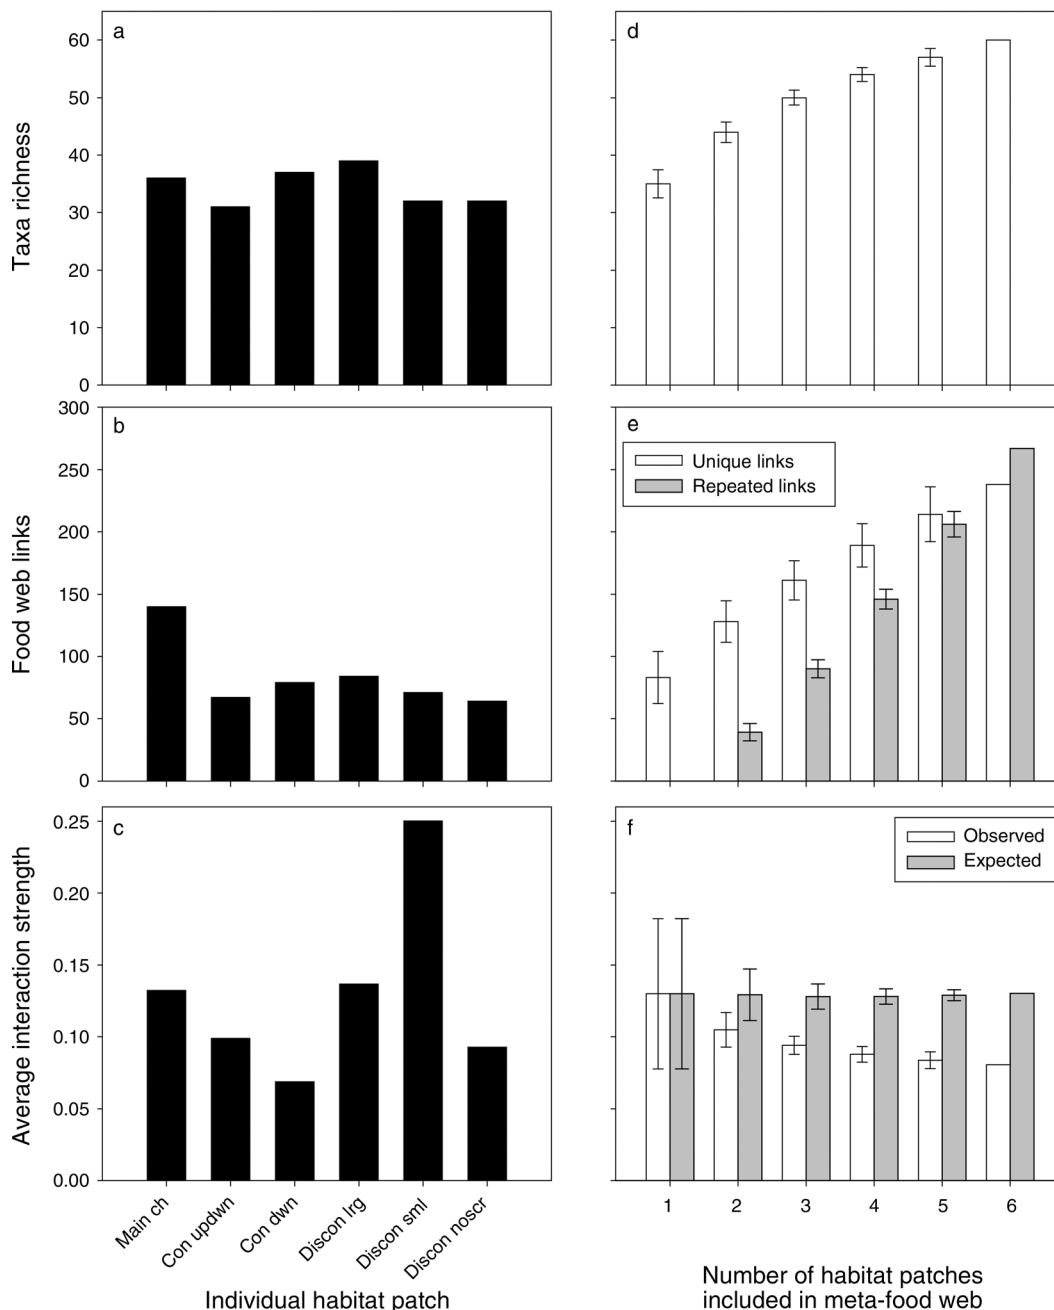 a
Taxa richness
60
50
40
30
20
10
0
d
b
Food web links
300
250
200
150
100
50
0
e
Unique links
Repeated links
c
Average interaction strength
0.25
0.20
0.15
0.10
0.05
0.00
Main ch
Con updwn
Con dwn
Discon lrg
Discon sml
Discon noscr
Individual habitat patch
f
Observed
Expected
1
2
3
4
5
6
Number of habitat patches
included in meta-food web